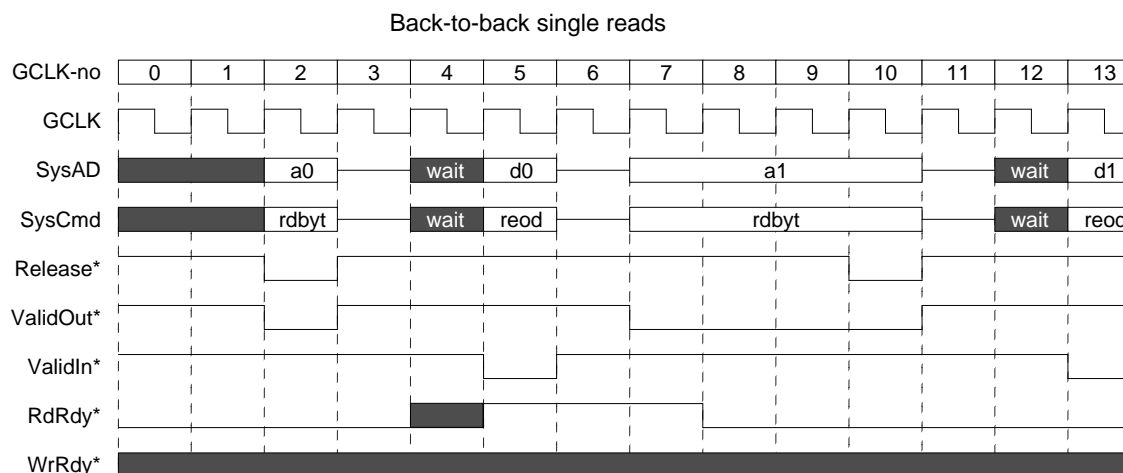 Back-to-back single reads
GCLK-no 0 1 2 3 4 5 6 7 8 9 10 11 12 13
GCLK
SysAD a0 wait d0 a1 wait d1
SysCmd rdbyt wait reod rdbyt wait reod
Release*
ValidOut*
ValidIn*
RdRdy*
WrRdy*